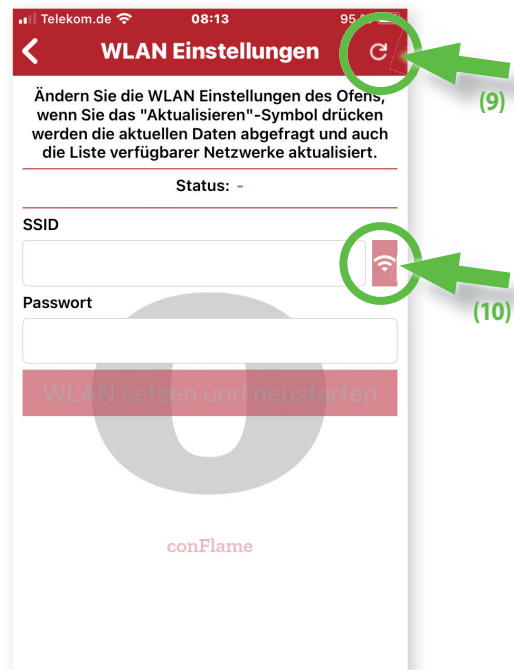 Telekom.de 08:13 95 %
WLAN Einstellungen
(9)
Ändern Sie die WLAN Einstellungen des Ofens,
wenn Sie das "Aktualisieren"-Symbol drücken
werden die aktuellen Daten abgefragt und auch
die Liste verfügbarer Netzwerke aktualisiert.
Status: -
SSID
(10)
Passwort
WLAN setzen und neustarten
conFlame